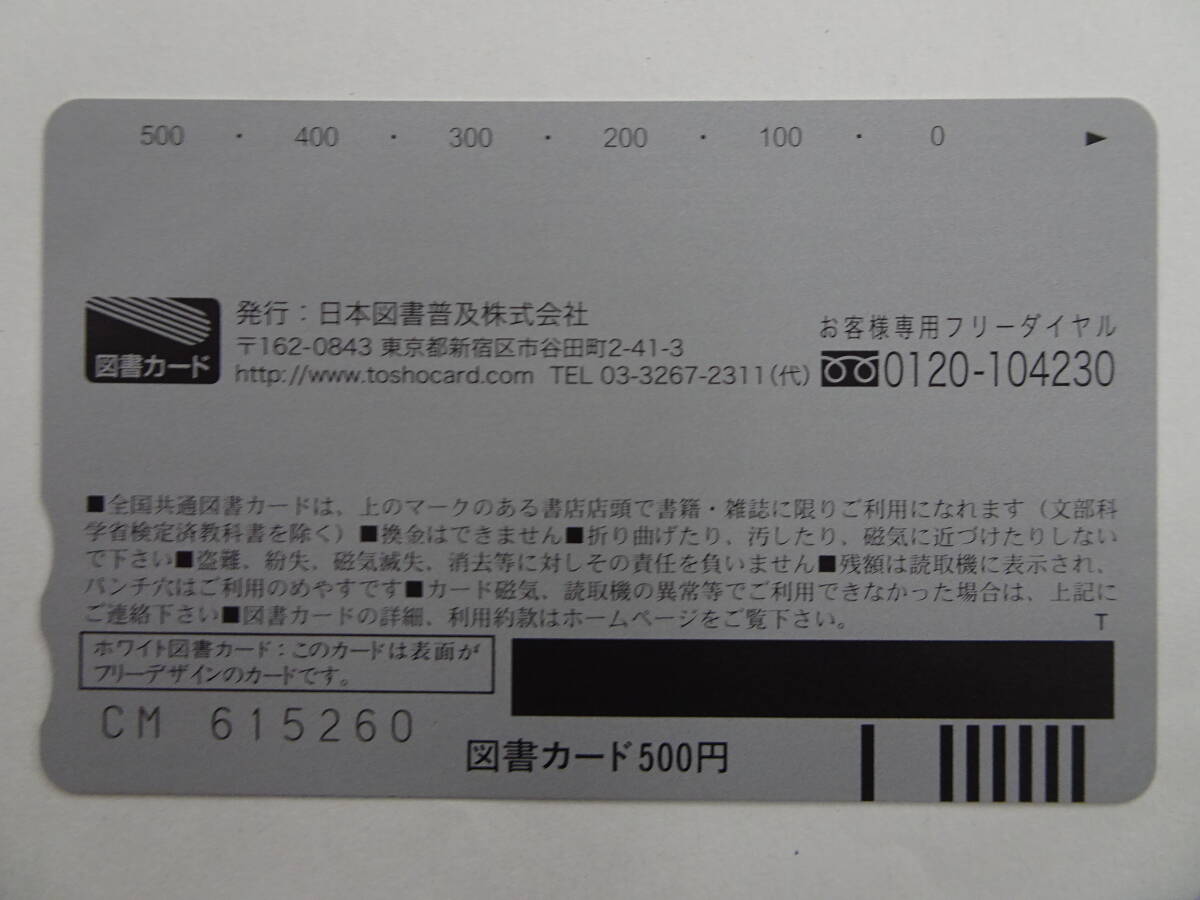 500 ・ 400 ・ 300 ・ 200 ・ 100 ・ 0 ▶
図書カード
発行：日本図書普及株式会社
〒162-0843 東京都新宿区市谷田町2-41-3
http://www.toshocard.com TEL 03-3267-2311(代)
お客様専用フリーダイヤル
0120-104230
■全国共通図書カードは、上のマークのある書店店頭で書籍・雑誌に限りご利用になれます（文部科
学省検定済教科書を除く）■換金はできません■折り曲げたり、汚したり、磁気に近づけたりしない
で下さい■盗難、紛失、磁気滅失、消去等に対しその責任を負いません■残額は読取機に表示され、
パンチ穴はご利用のめやすです■カード磁気、読取機の異常等でご利用できなかった場合は、上記に
ご連絡下さい■図書カードの詳細、利用約款はホームページをご覧下さい。
T
ホワイト図書カード：このカードは表面が
フリーデザインのカードです。
CM 615260
図書カード500円